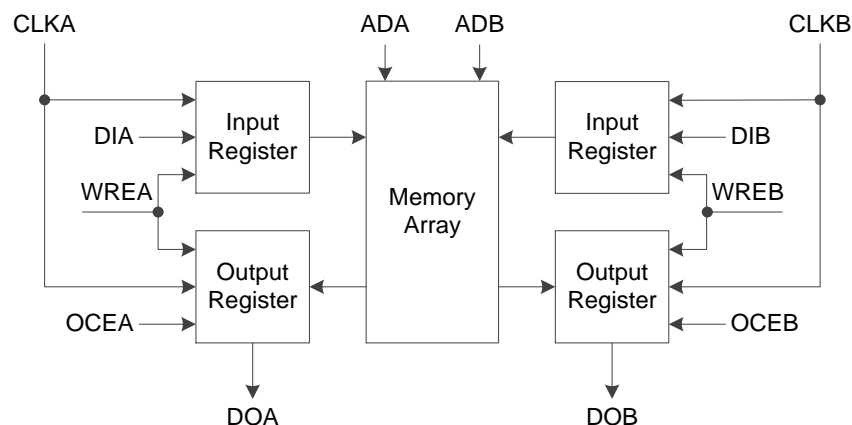 CLKA
ADA
ADB
CLKB
Input
Register
Input
Register
DIA
DIB
WREA
Memory
Array
WREB
Output
Register
Output
Register
OCEA
OCEB
DOA
DOB